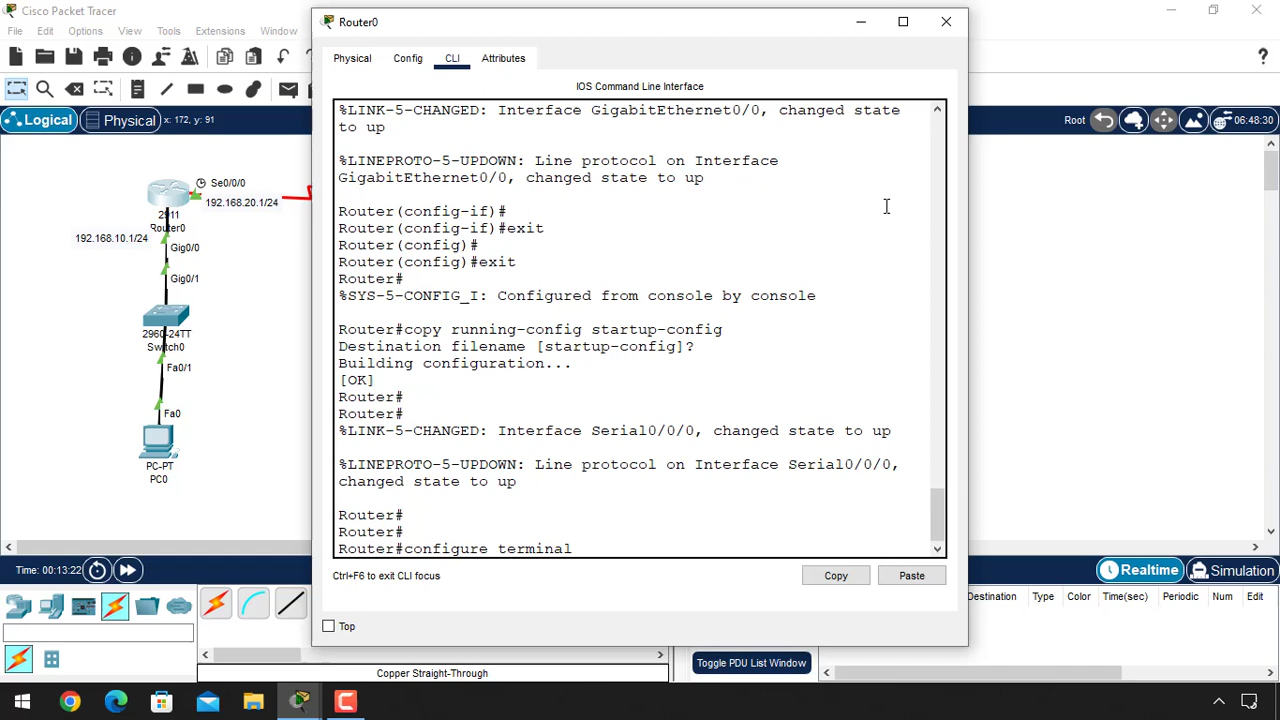 Cisco Packet Tracer
File Edit Options View Tools Extensions Window
Logical Physical x: 172, y: 91
Root 06:48:30
Router0
Physical Config CLI Attributes
IOS Command Line Interface
%LINK-5-CHANGED: Interface GigabitEthernet0/0, changed state
to up
%LINEPROTO-5-UPDOWN: Line protocol on Interface
GigabitEthernet0/0, changed state to up
Router(config-if)#
Router(config-if)#exit
Router(config)#
Router(config)#exit
Router#
%SYS-5-CONFIG_I: Configured from console by console
Router#copy running-config startup-config
Destination filename [startup-config]?
Building configuration...
[OK]
Router#
Router#
%LINK-5-CHANGED: Interface Serial0/0/0, changed state to up
%LINEPROTO-5-UPDOWN: Line protocol on Interface Serial0/0/0,
changed state to up
Router#
Router#
Router#configure terminal
Ctrl+F6 to exit CLI focus
Copy Paste
Top
Se0/0/0
192.168.20.1/24
2911
Router0
192.168.10.1/24
Gig0/0
Gig0/1
2960-24TT
Switch0
Fa0/1
Fa0
PC-PT
PC0
Time: 00:13:22
Realtime Simulation
Destination Type Color Time(sec) Periodic Num Edit
Toggle PDU List Window
Copper Straight-Through